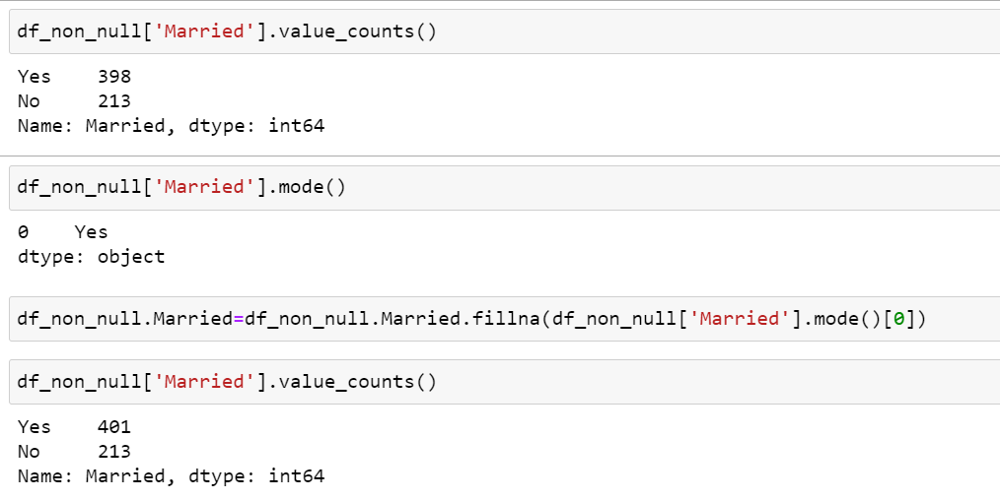 df_non_null['Married'].value_counts()
Yes    398
No     213
Name: Married, dtype: int64
df_non_null['Married'].mode()
0    Yes
dtype: object
df_non_null.Married=df_non_null.Married.fillna(df_non_null['Married'].mode()[0])
df_non_null['Married'].value_counts()
Yes    401
No     213
Name: Married, dtype: int64